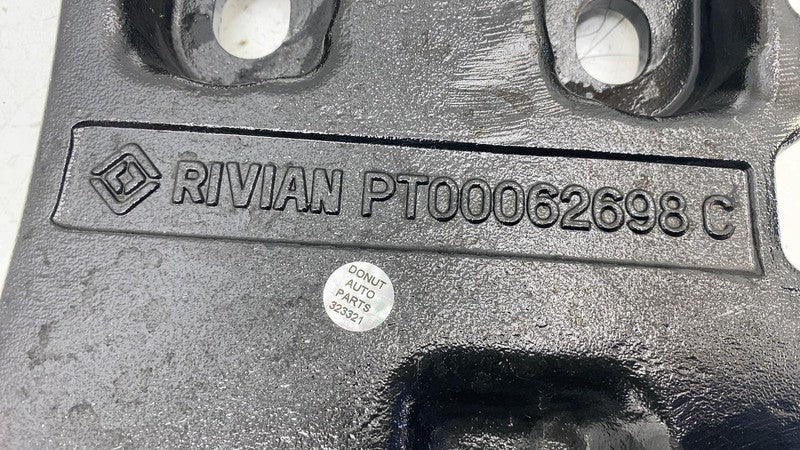 RIVIAN PT00062698 C
DONUT
AUTO
PARTS
323321